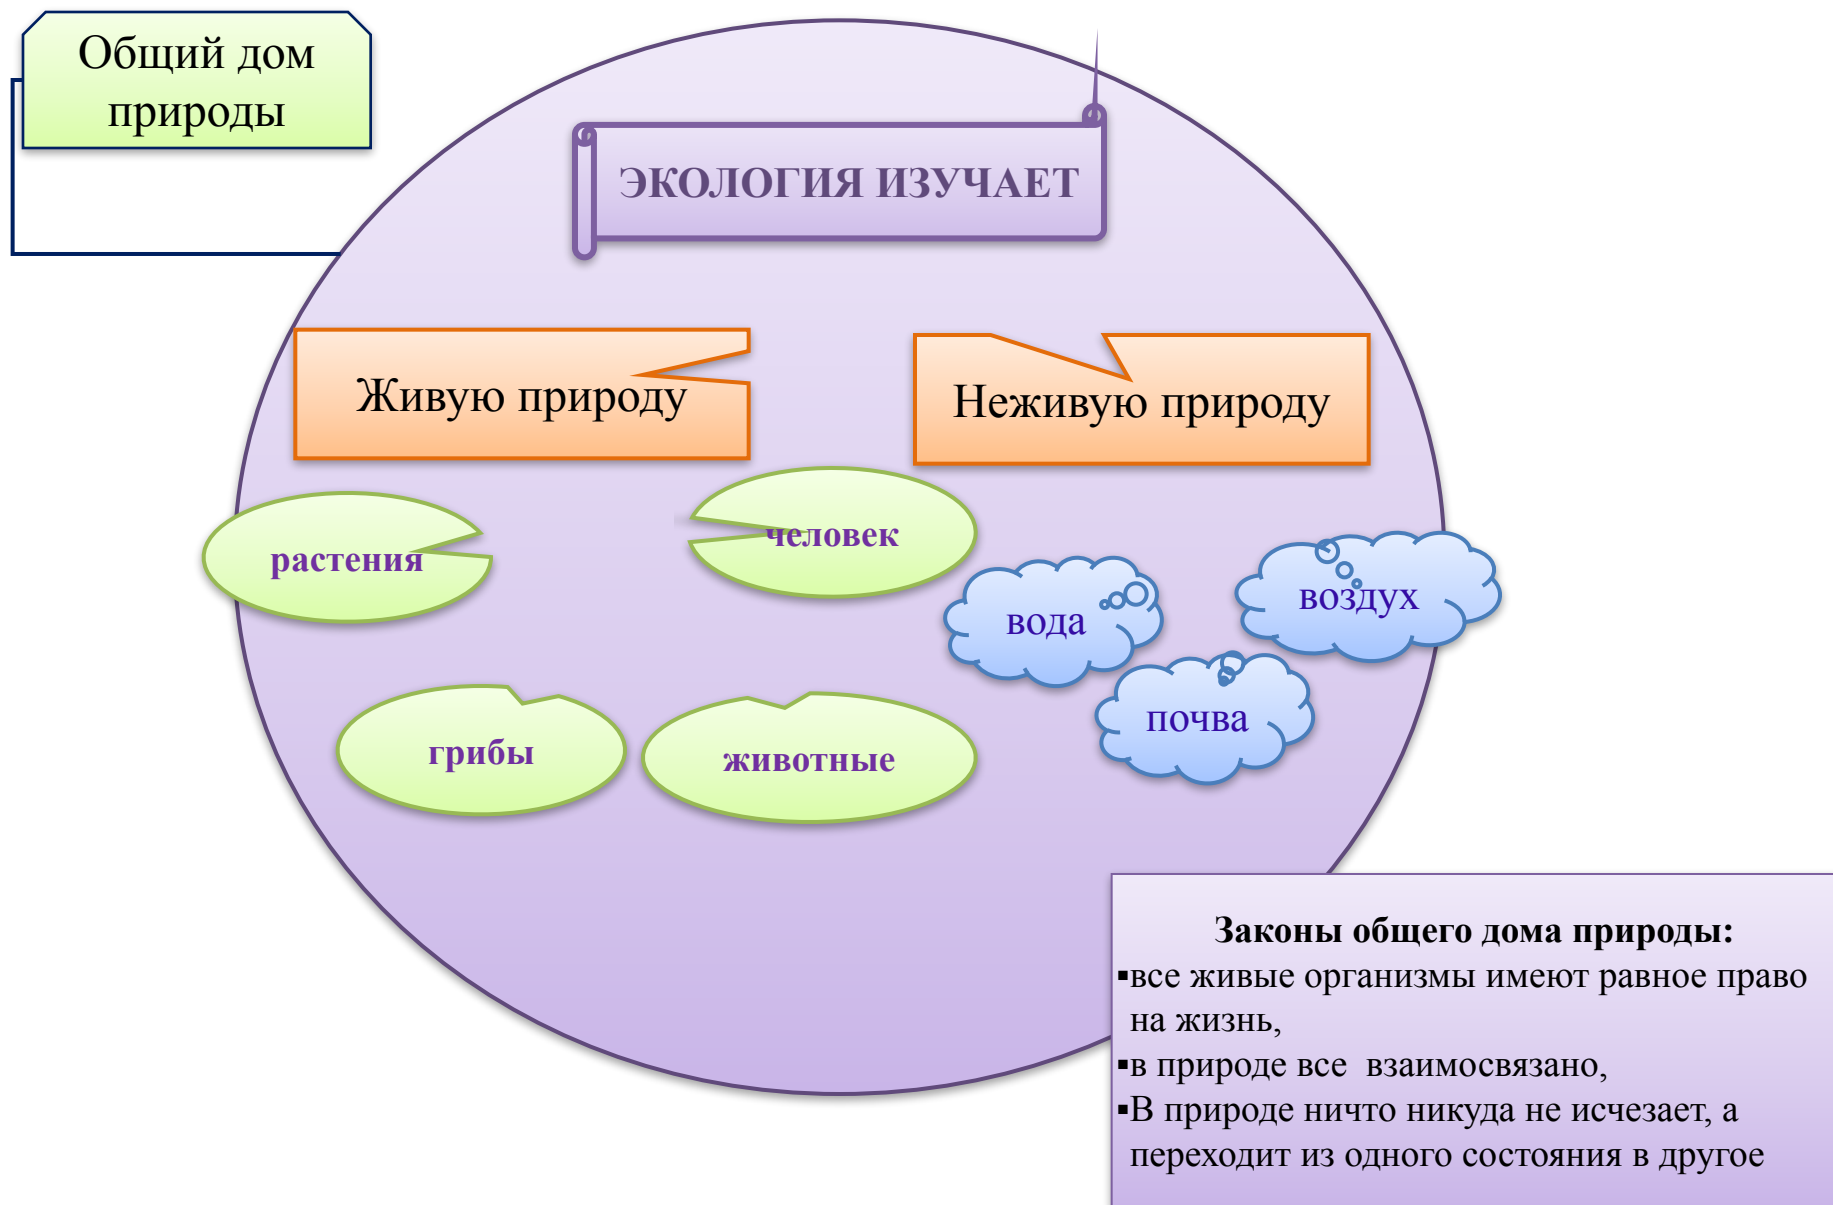 Общий дом
природы
ЭКОЛОГИЯ ИЗУЧАЕТ
Живую природу
Неживую природу
растения
человек
вода
воздух
почва
грибы
животные
Законы общего дома природы:
▪все живые организмы имеют равное право
на жизнь,
▪в природе все  взаимосвязано,
▪В природе ничто никуда не исчезает, а
переходит из одного состояния в другое